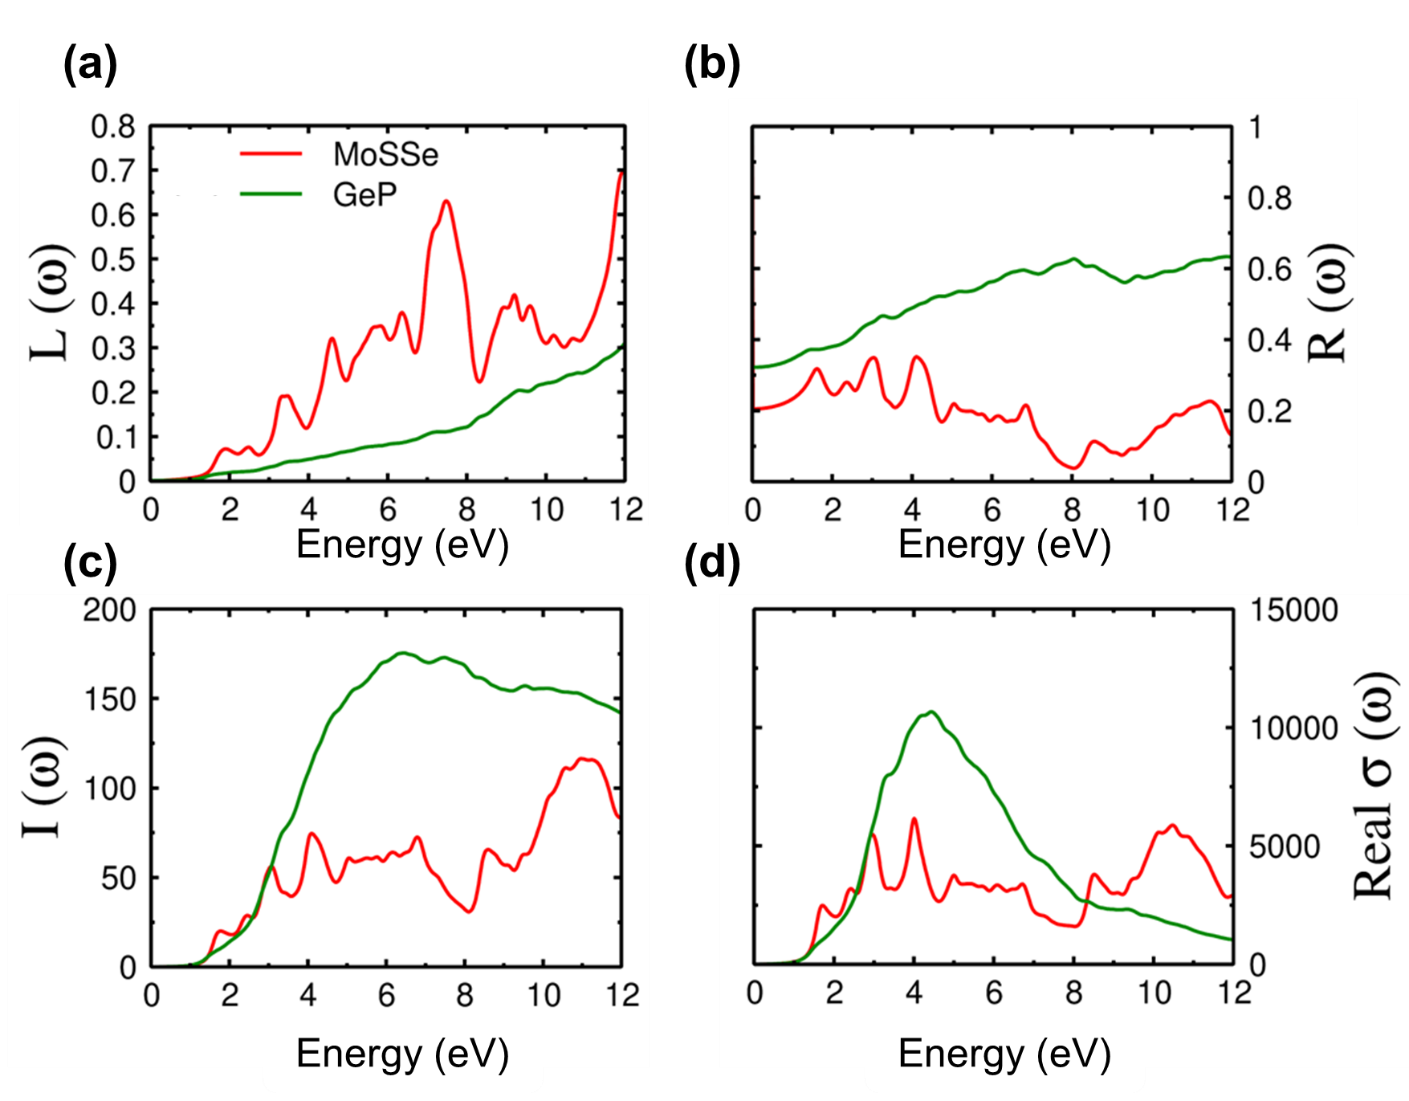 (a)
0.8
0.7
0.6
0.5
0.4
0.3
0.2
0.1
0
L (ω)
MoSSe
GeP
0 2 4 6 8 10 12
Energy (eV)
(b)
1
0.8
0.6
0.4
0.2
0
R (ω)
0 2 4 6 8 10 12
Energy (eV)
(c)
200
150
100
50
0
I (ω)
0 2 4 6 8 10 12
Energy (eV)
(d)
15000
10000
5000
0
Real σ (ω)
0 2 4 6 8 10 12
Energy (eV)